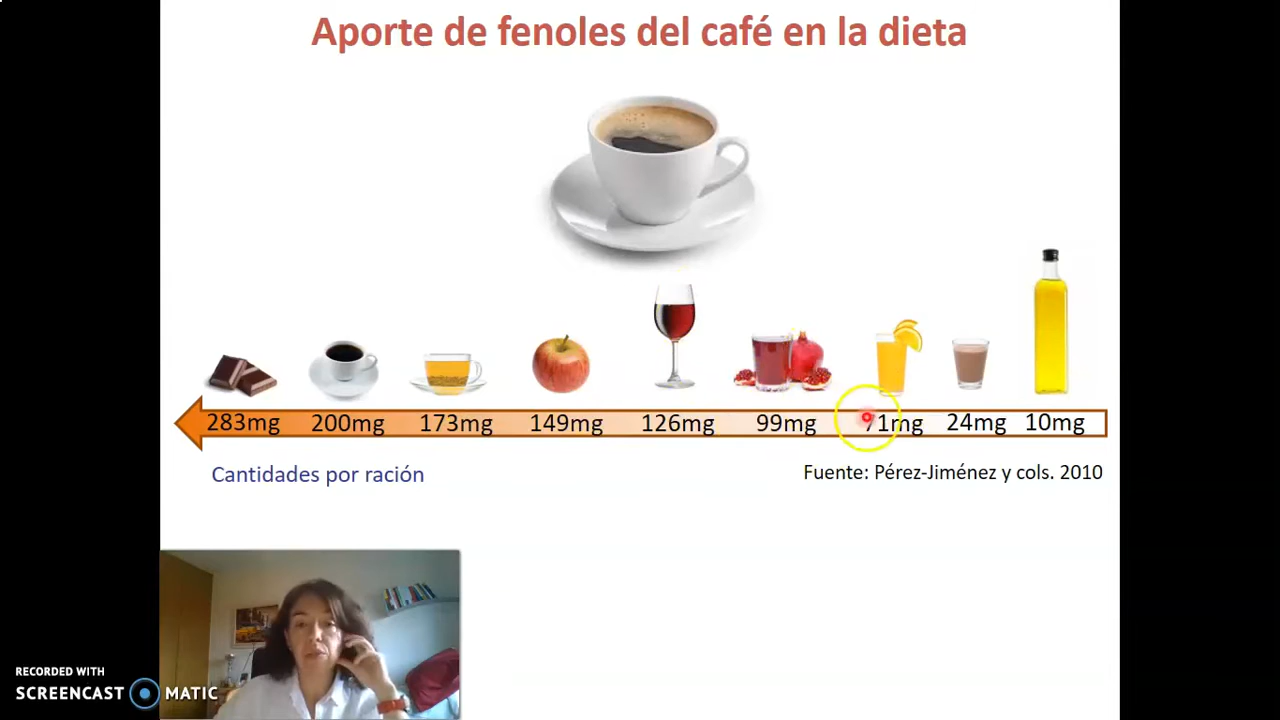 Aporte de fenoles del café en la dieta
283mg 200mg 173mg 149mg 126mg 99mg 71mg 24mg 10mg
Cantidades por ración
Fuente: Pérez-Jiménez y cols. 2010
RECORDED WITH
SCREENCAST MATIC